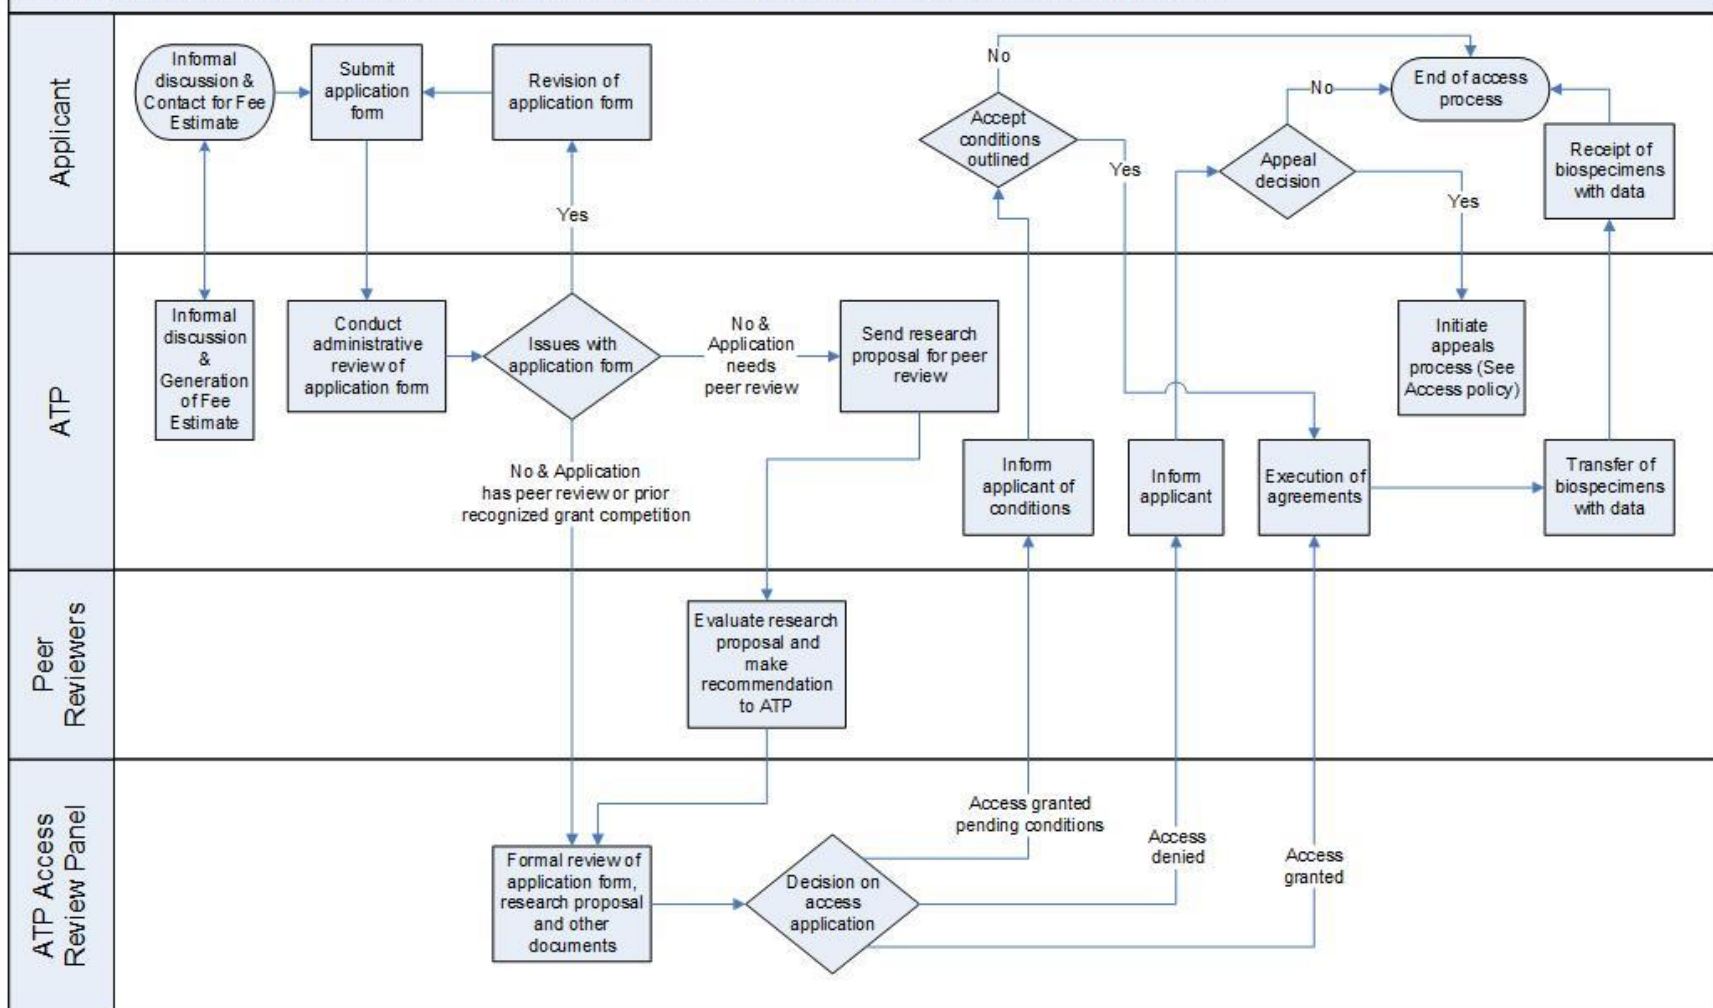 Applicant
Informal
discussion &
Contact for Fee
Estimate
Submit
application
form
Revision of
application form
Yes
No
Accept
conditions
outlined
Yes
No
End of access
process
Appeal
decision
Yes
Receipt of
biospecimens
with data
ATP
Informal
discussion
&
Generation
of Fee
Estimate
Conduct
administrative
review of
application form
Issues with
application form
No &
Application
needs
peer review
Send research
proposal for peer
review
No & Application
has peer review or prior
recognized grant competition
Inform
applicant of
conditions
Inform
applicant
Execution of
agreements
Initiate
appeals
process (See
Access policy)
Transfer of
biospecimens
with data
Peer
Reviewers
Evaluate research
proposal and
make
recommendation
to ATP
ATP Access
Review Panel
Formal review of
application form,
research proposal
and other
documents
Decision on
access
application
Access granted
pending conditions
Access
denied
Access
granted